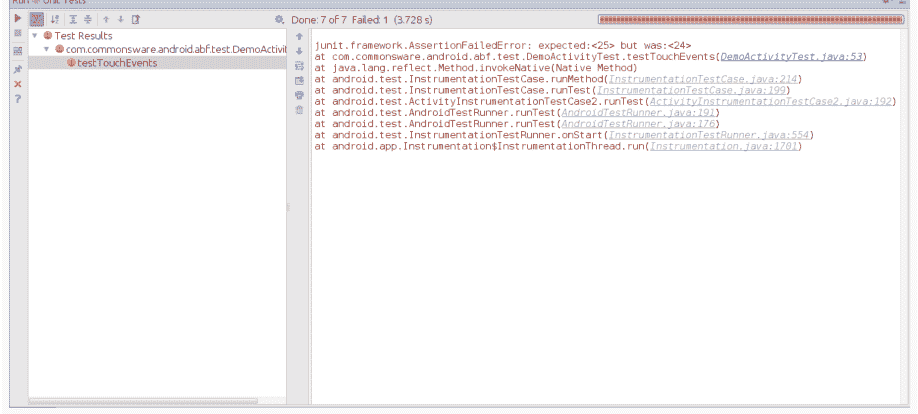 Run Unit Tests
Done: 7 of 7 Failed: 1 (3.728 s)
Test Results
com.commonsware.android.abf.test.DemoActivit
testTouchEvents
junit.framework.AssertionFailedError: expected:<25> but was:<24>
at com.commonsware.android.abf.test.DemoActivityTest.testTouchEvents(DemoActivityTest.java:53)
at java.lang.reflect.Method.invokeNative(Native Method)
at android.test.InstrumentationTestCase.runMethod(InstrumentationTestCase.java:214)
at android.test.InstrumentationTestCase.runTest(InstrumentationTestCase.java:199)
at android.test.ActivityInstrumentationTestCase2.runTest(ActivityInstrumentationTestCase2.java:192)
at android.test.AndroidTestRunner.runTest(AndroidTestRunner.java:191)
at android.test.AndroidTestRunner.runTest(AndroidTestRunner.java:176)
at android.test.InstrumentationTestRunner.onStart(InstrumentationTestRunner.java:554)
at android.app.Instrumentation$InstrumentationThread.run(Instrumentation.java:1701)